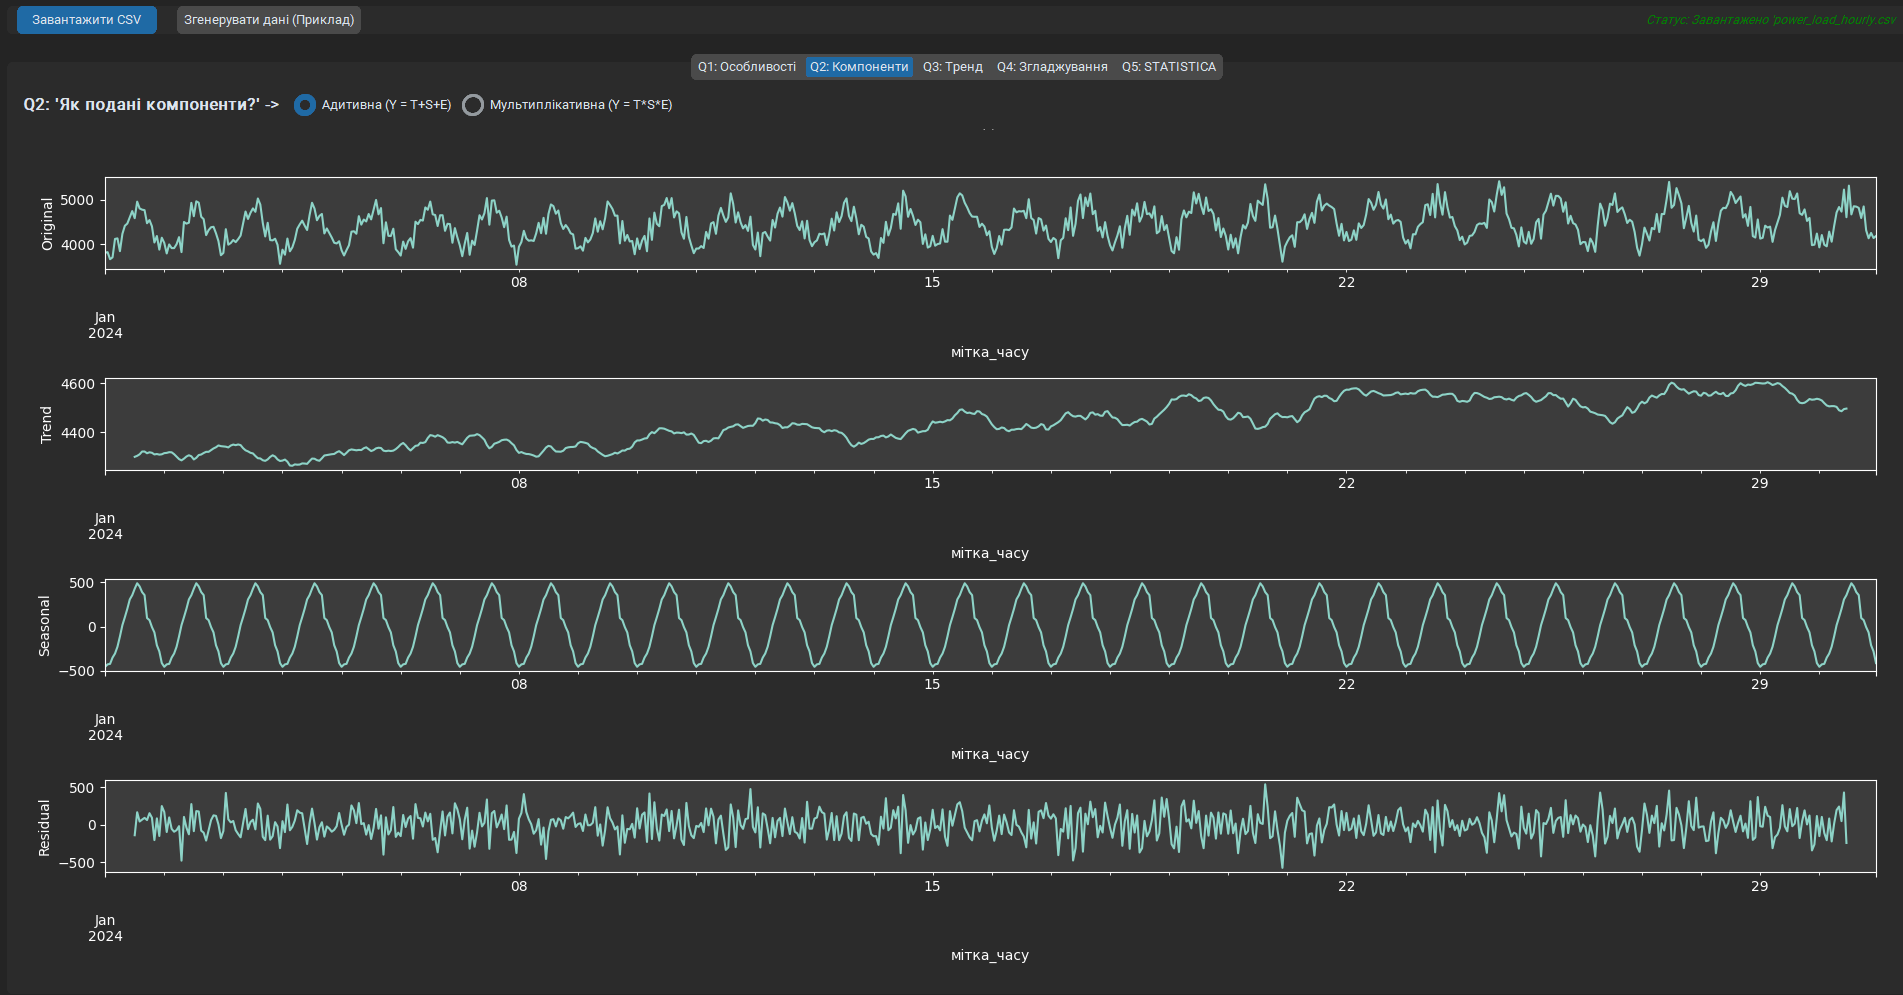 Завантажити CSV Згенерувати дані (Приклад) Статус: Завантажено 'power_load_hourly.csv
Q1: Особливості Q2: Компоненти Q3: Тренд Q4: Згладжування Q5: STATISTICA
Q2: 'Як подані компоненти?' -> Адитивна (Y = T+S+E) Мультиплікативна (Y = T*S*E)
Original
5000
4000
08 15 22 29
Jan
2024
мітка_часу
Trend
4600
4400
08 15 22 29
Jan
2024
мітка_часу
Seasonal
500
0
−500
08 15 22 29
Jan
2024
мітка_часу
Residual
500
0
−500
08 15 22 29
Jan
2024
мітка_часу